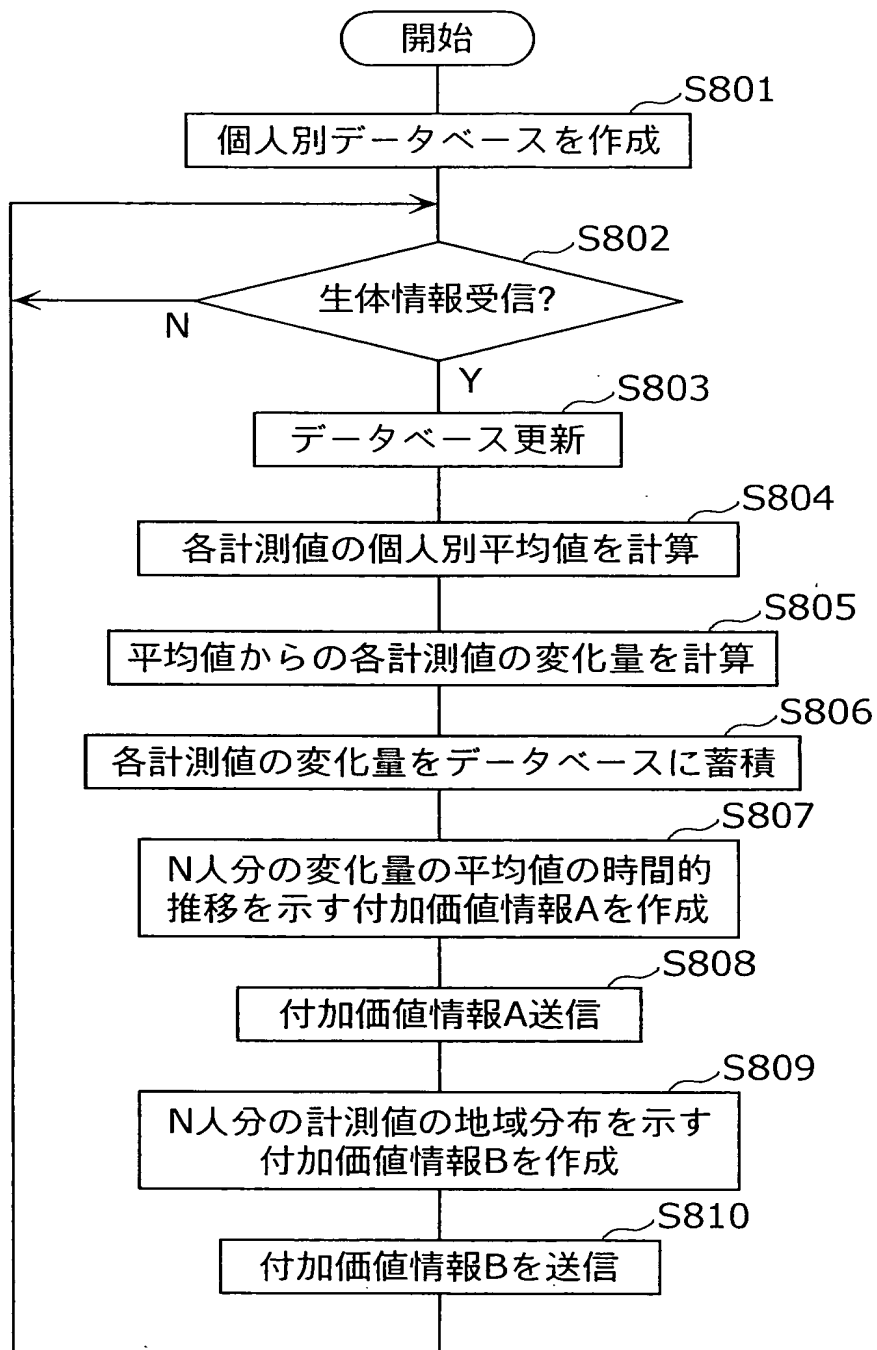 開始
S801
個人別データベースを作成
S802
生体情報受信?
N
Y
S803
データベース更新
S804
各計測値の個人別平均値を計算
S805
平均値からの各計測値の変化量を計算
S806
各計測値の変化量をデータベースに蓄積
S807
N人分の変化量の平均値の時間的
推移を示す付加価値情報Aを作成
S808
付加価値情報A送信
S809
N人分の計測値の地域分布を示す
付加価値情報Bを作成
S810
付加価値情報Bを送信